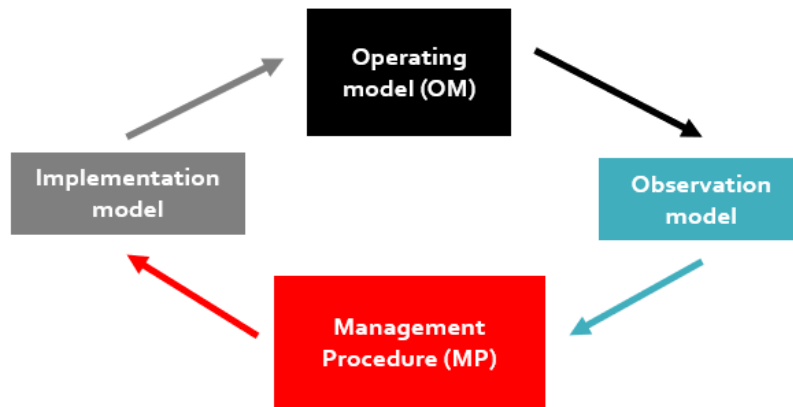 Operating
model (OM)
Implementation
model
Observation
model
Management
Procedure (MP)